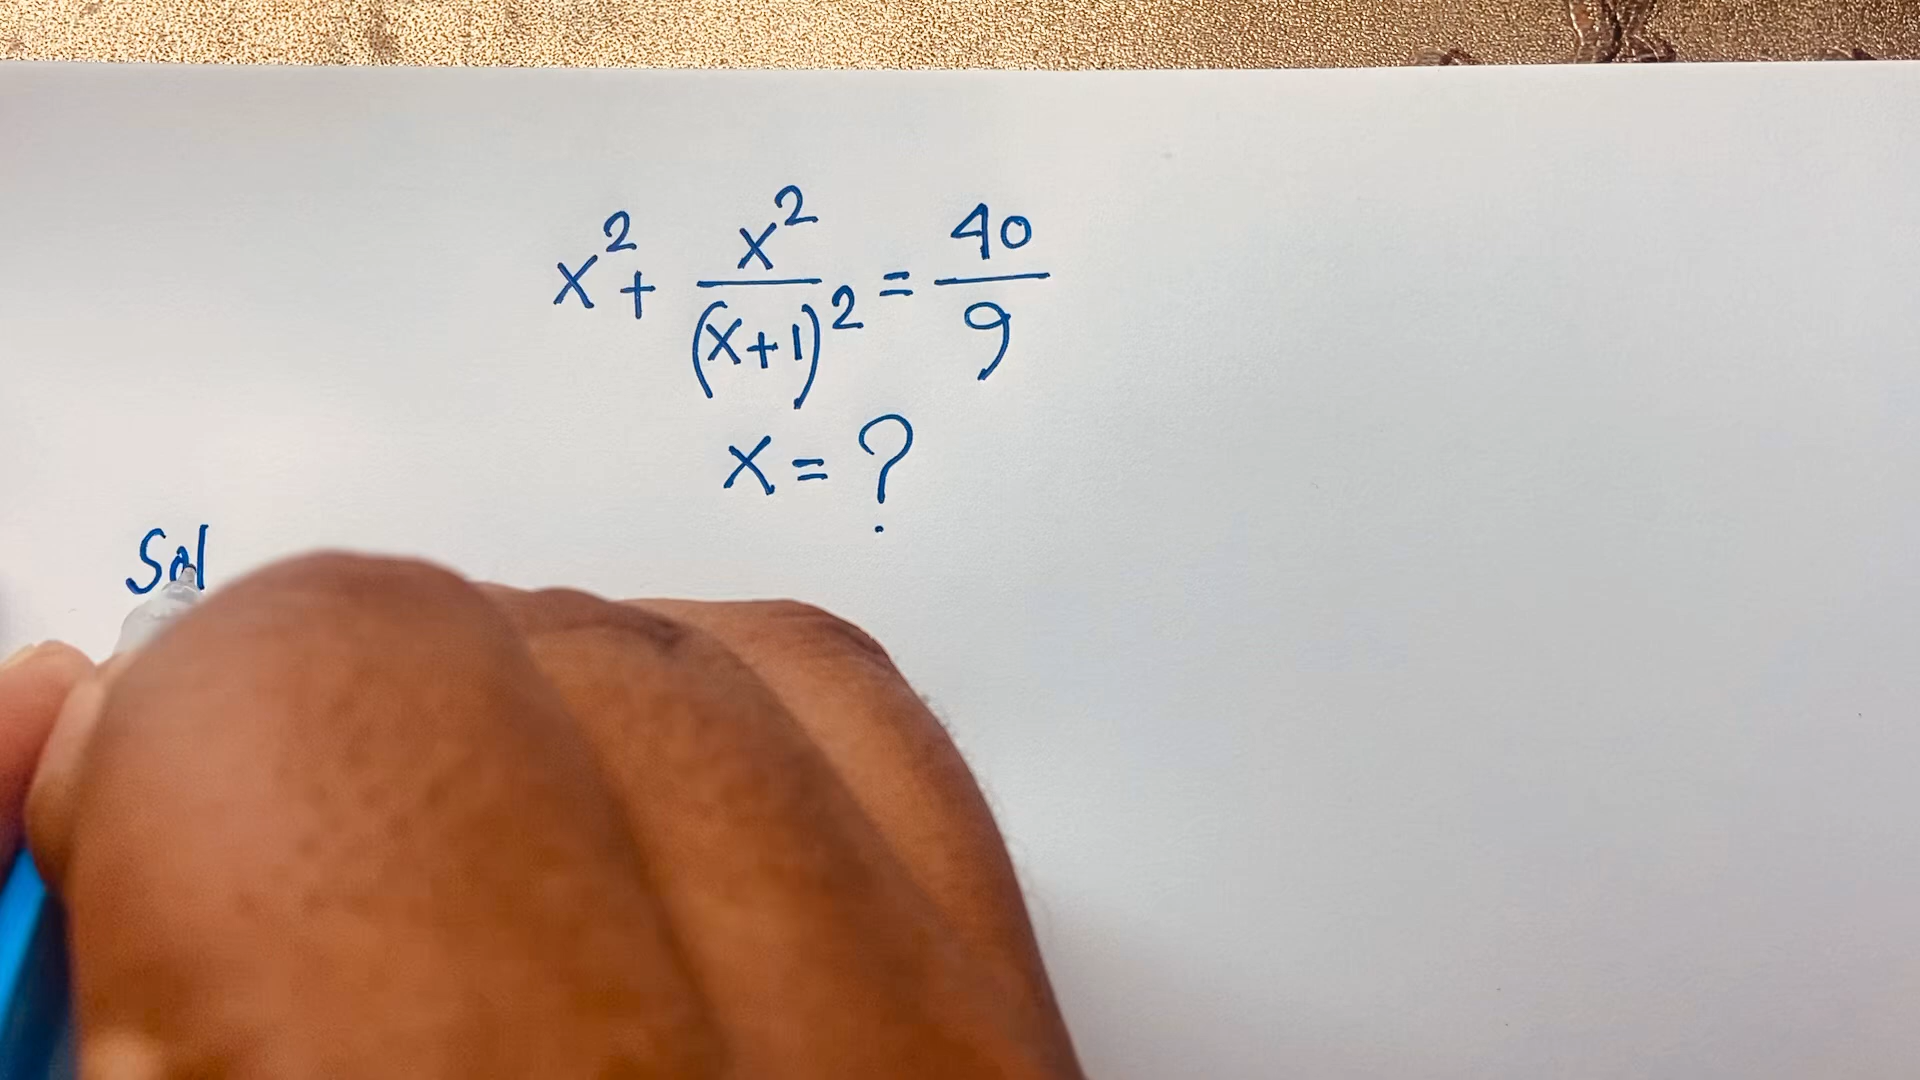 x² + x²/(x+1)² = 40/9
x = ?
Sol